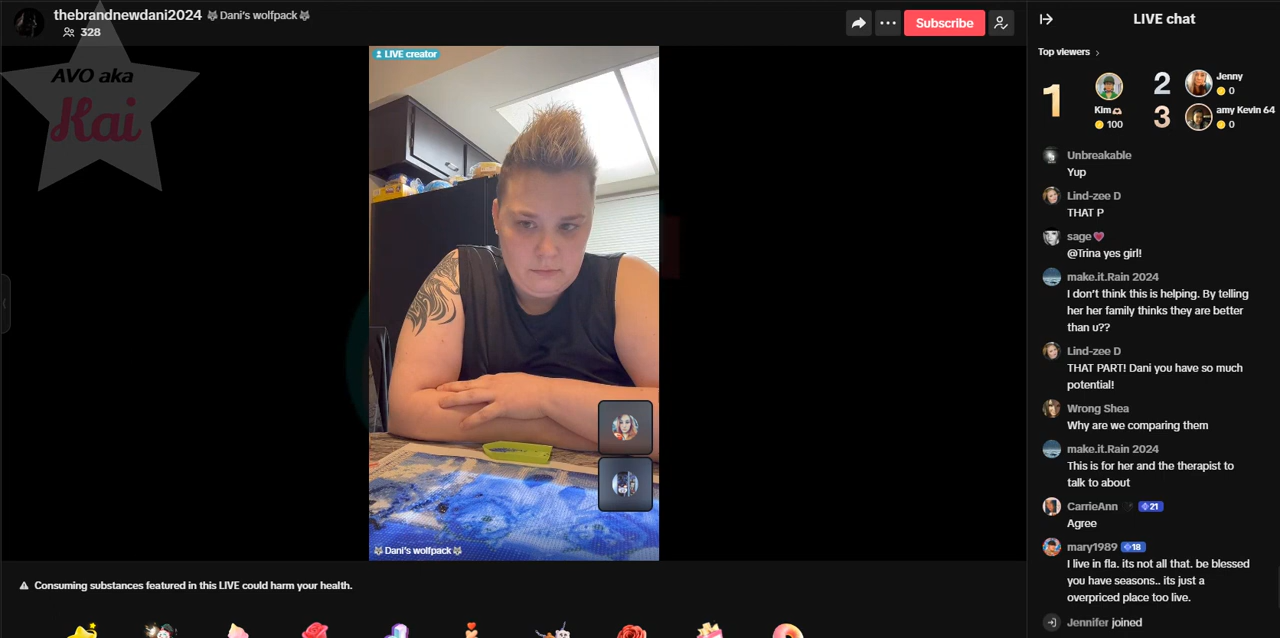 thebrandnewdani2024 🐺Dani's wolfpack🐺
328
Subscribe
AVO aka
Kai
LIVE creator
🐺Dani's wolfpack🐺
Consuming substances featured in this LIVE could harm your health.
LIVE chat
Top viewers
1
Kim
100
2
Jenny
0
3
amy Kevin 64
0
Unbreakable
Yup
Lind-zee D
THAT P
sage💗
@Trina yes girl!
make.it.Rain 2024
I don't think this is helping. By telling
her her family thinks they are better
than u??
Lind-zee D
THAT PART! Dani you have so much
potential!
Wrong Shea
Why are we comparing them
make.it.Rain 2024
This is for her and the therapist to
talk to about
CarrieAnn 🖤 21
Agree
mary1989 18
I live in fla. its not all that. be blessed
you have seasons.. its just a
overpriced place too live.
Jennifer joined